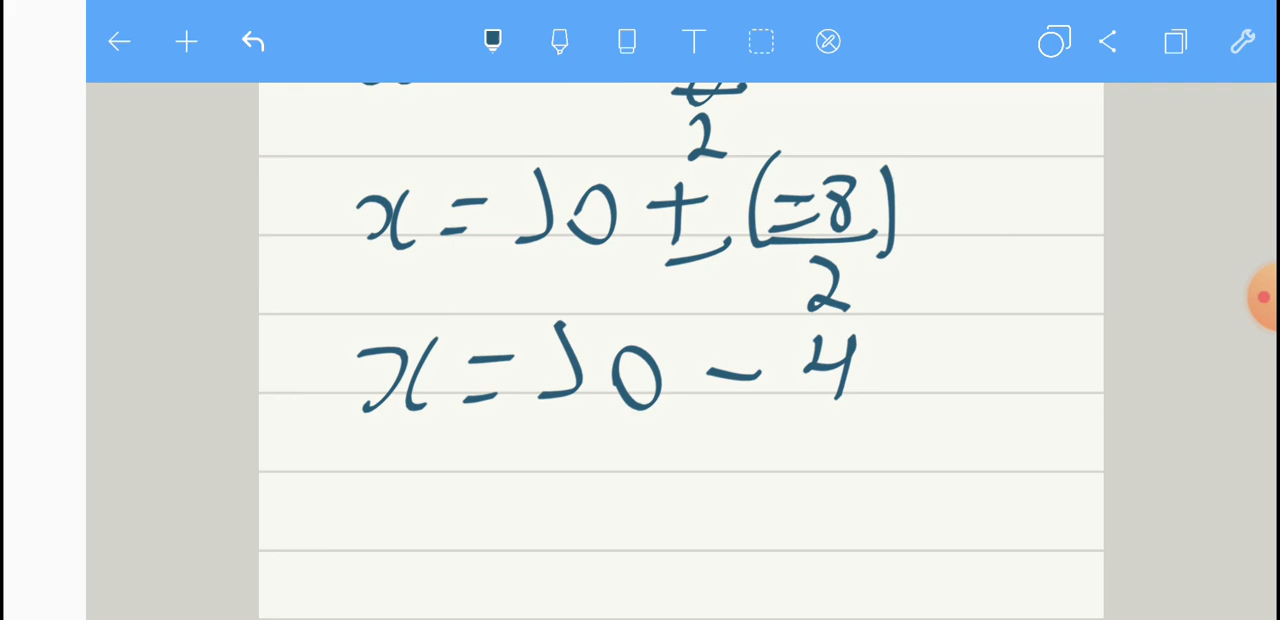 2
x = 10 + (-8)/2
x = 10 - 4